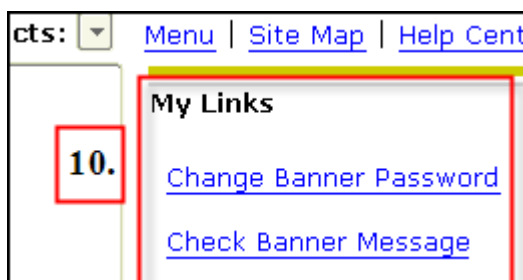 cts: Menu | Site Map | Help Cent
My Links
10.
Change Banner Password
Check Banner Message